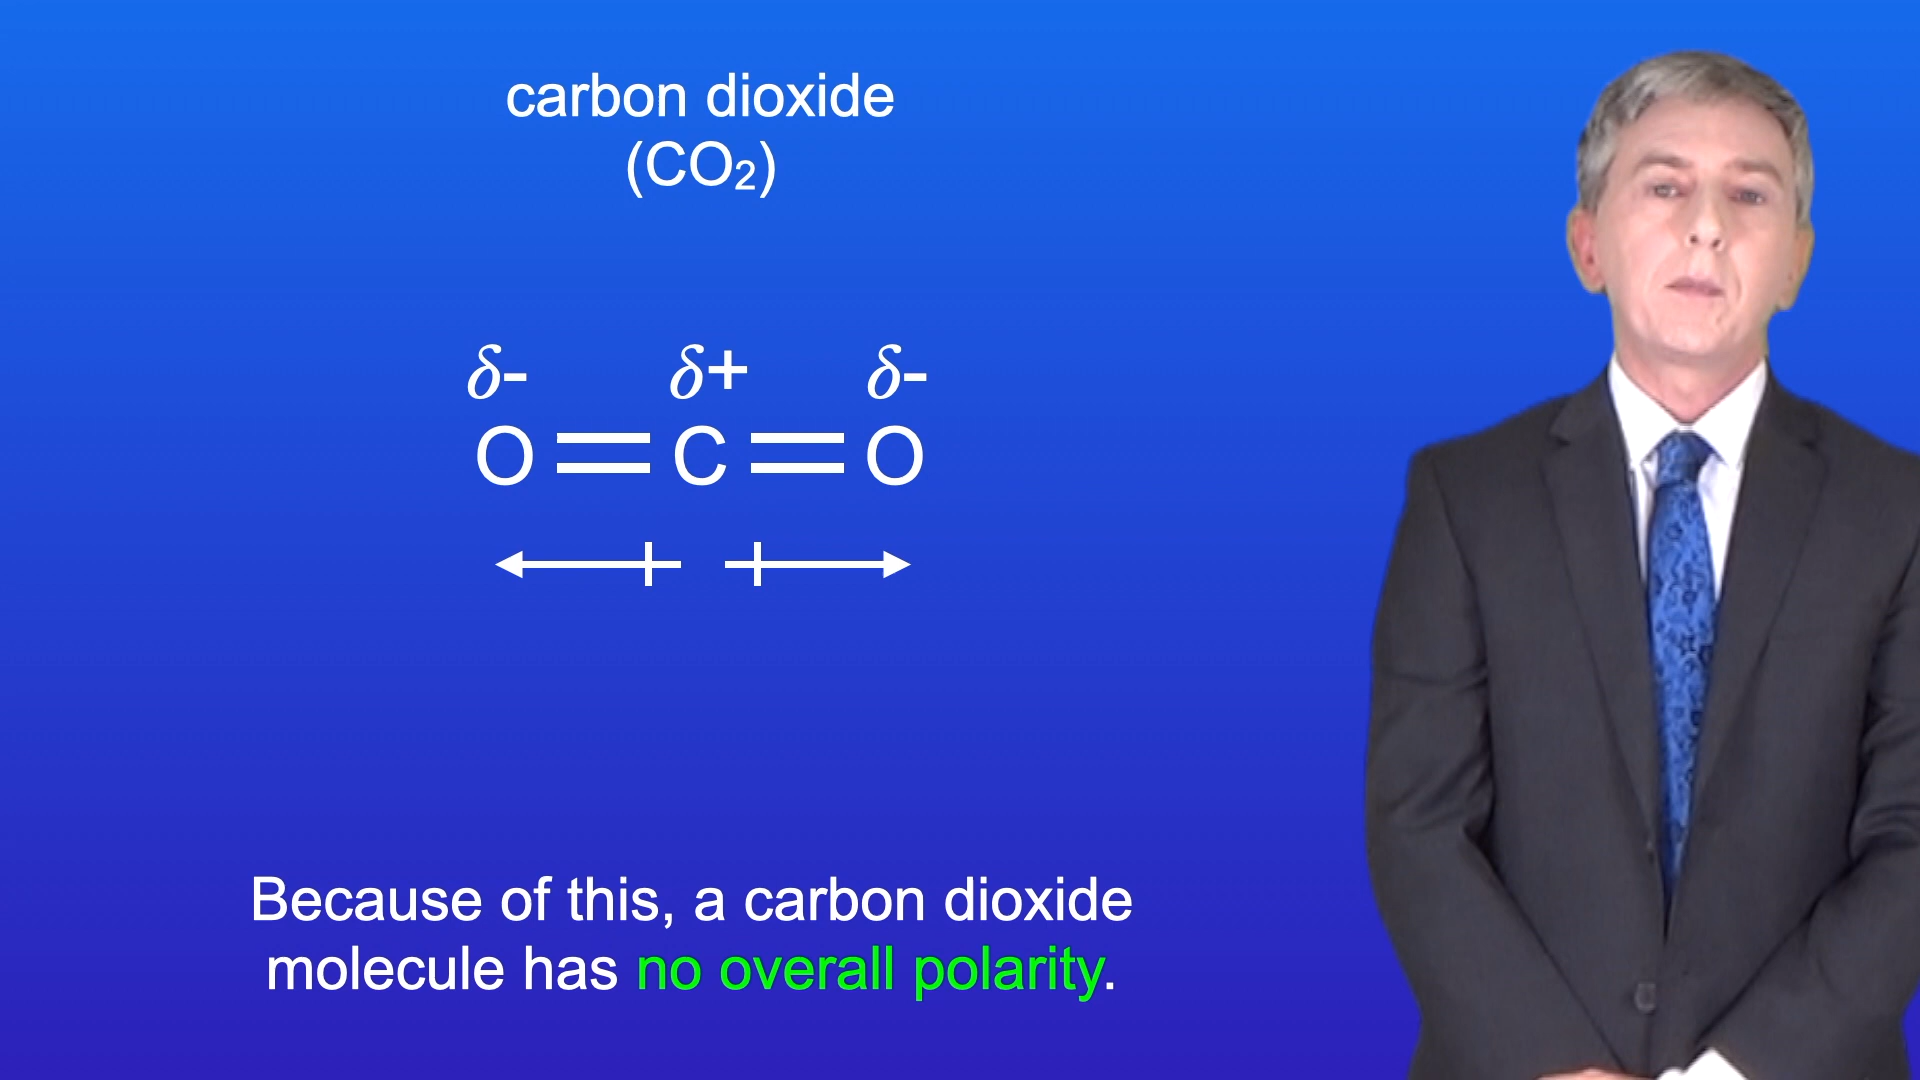 carbon dioxide
(CO₂)
δ- δ+ δ-
O═C═O
Because of this, a carbon dioxide
molecule has no overall polarity.